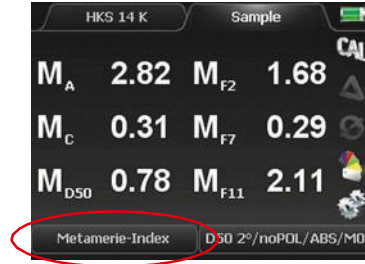 HKS 14 K Sample
CAL
MA 2.82 MF2 1.68
MC 0.31 MF7 0.29
MD50 0.78 MF11 2.11
Metamerie-Index D50 2°/noPOL/ABS/M0